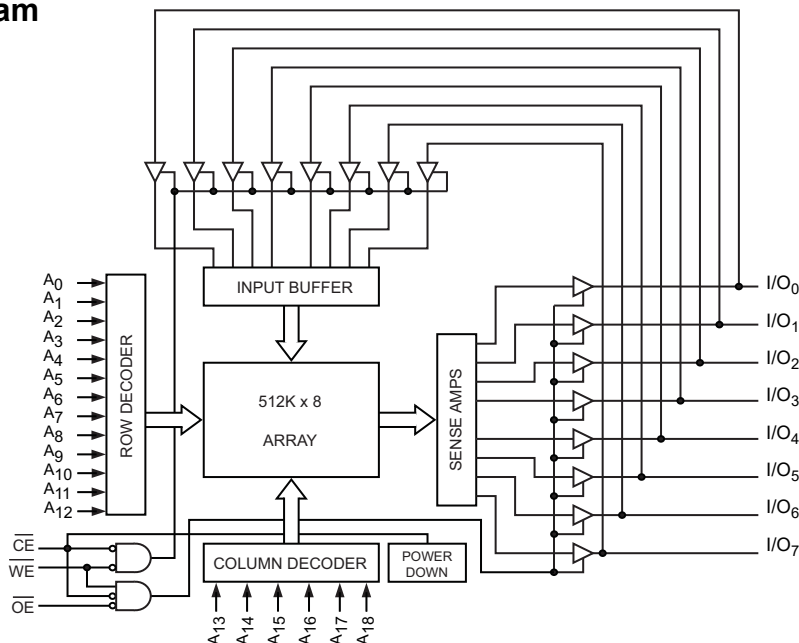 am
INPUT BUFFER
A0
A1
A2
A3
A4
A5
A6
A7
A8
A9
A10
A11
A12
ROW DECODER
512K x 8
ARRAY
SENSE AMPS
I/O0
I/O1
I/O2
I/O3
I/O4
I/O5
I/O6
I/O7
CE
WE
OE
COLUMN DECODER
POWER
DOWN
A13
A14
A15
A16
A17
A18